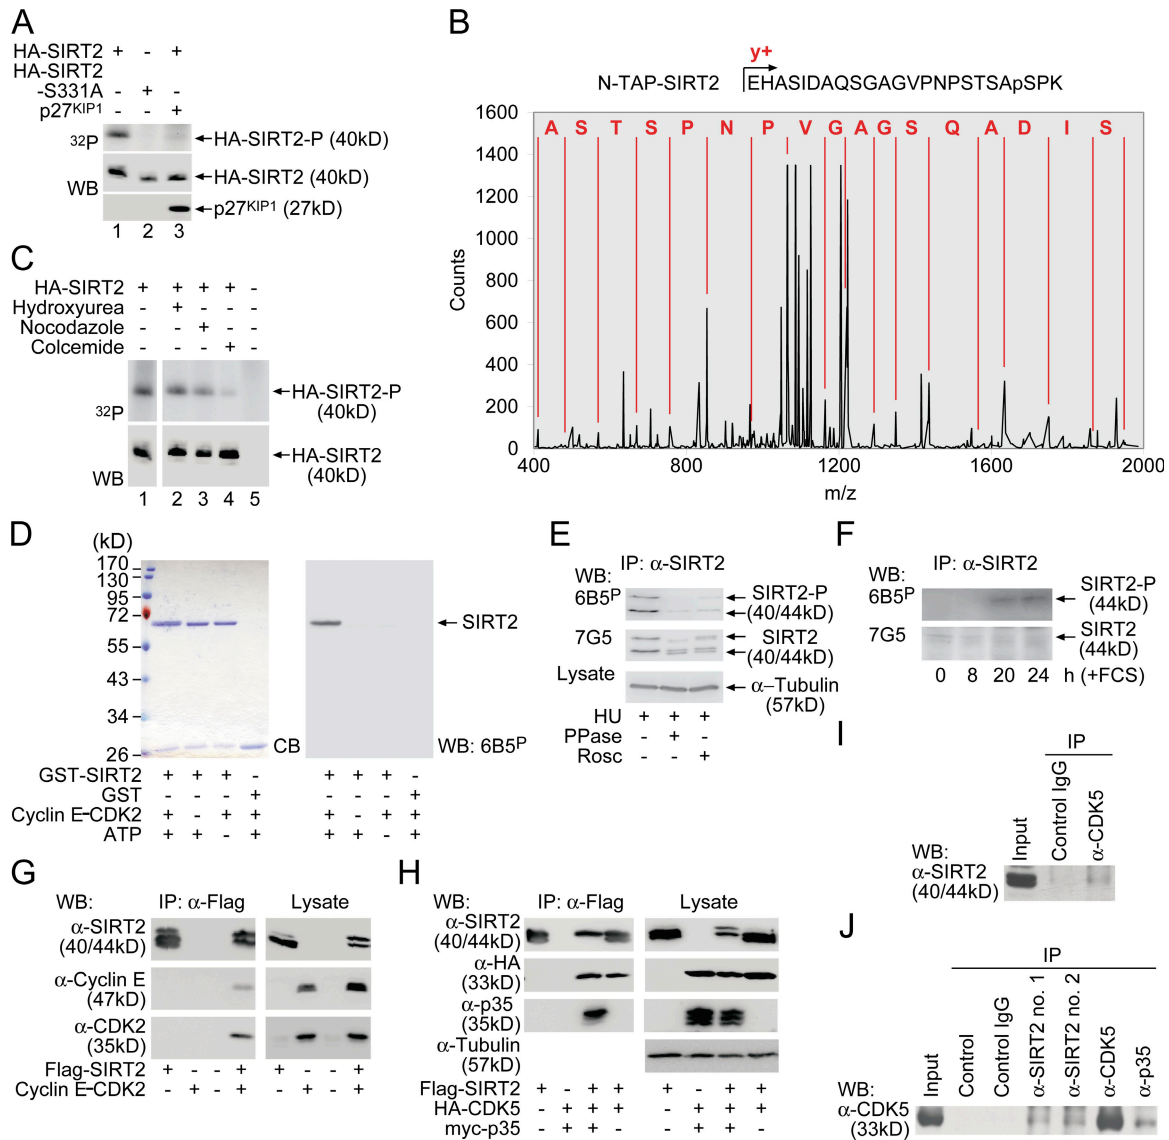 A
HA-SIRT2 + - +
HA-SIRT2
-S331A - + -
p27KIP1 - - +
32P
HA-SIRT2-P (40kD)
WB
HA-SIRT2 (40kD)
p27KIP1 (27kD)
1 2 3
B
y+
N-TAP-SIRT2 EHASIDAQSGAGVPNPSTSApSPK
A S T S P N P V G A G S Q A D I S
Counts
1600
1400
1200
1000
800
600
400
200
0
400 800 1200 1600 2000
m/z
C
HA-SIRT2 + + + + -
Hydroxyurea - + - - -
Nocodazole - - + - -
Colcemide - - - + -
32P
HA-SIRT2-P
(40kD)
WB
HA-SIRT2
(40kD)
1 2 3 4 5
D
(kD)
170
130
95
72
55
43
34
26
CB
SIRT2
WB: 6B5P
GST-SIRT2 + + + - + + + -
GST - - - + - - - +
Cyclin E-CDK2 + - + + + - + +
ATP + + - + + + - +
E
IP: α-SIRT2
WB:
6B5P
SIRT2-P
(40/44kD)
7G5
SIRT2
(40/44kD)
Lysate
α-Tubulin
(57kD)
HU + + +
PPase - + -
Rosc - - +
F
IP: α-SIRT2
WB:
6B5P
SIRT2-P
(44kD)
7G5
SIRT2
(44kD)
0 8 20 24 h (+FCS)
G
WB: IP: α-Flag Lysate
α-SIRT2
(40/44kD)
α-Cyclin E
(47kD)
α-CDK2
(35kD)
Flag-SIRT2 + - - + + - - +
Cyclin E-CDK2 - + - + - + - +
H
WB: IP: α-Flag Lysate
α-SIRT2
(40/44kD)
α-HA
(33kD)
α-p35
(35kD)
α-Tubulin
(57kD)
Flag-SIRT2 + - + + + - + +
HA-CDK5 - + + + - + + +
myc-p35 - + + - - + + -
I
IP
Input
Control IgG
α-CDK5
WB:
α-SIRT2
(40/44kD)
J
IP
Input
Control
Control IgG
α-SIRT2 no. 1
α-SIRT2 no. 2
α-CDK5
α-p35
WB:
α-CDK5
(33kD)